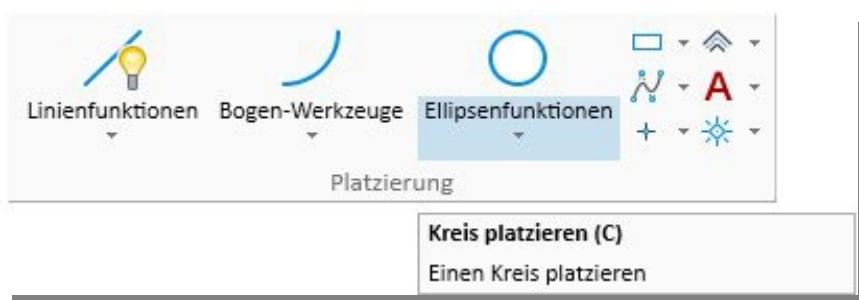 Linienfunktionen Bogen-Werkzeuge Ellipsenfunktionen
A
Platzierung
Kreis platzieren (C)
Einen Kreis platzieren